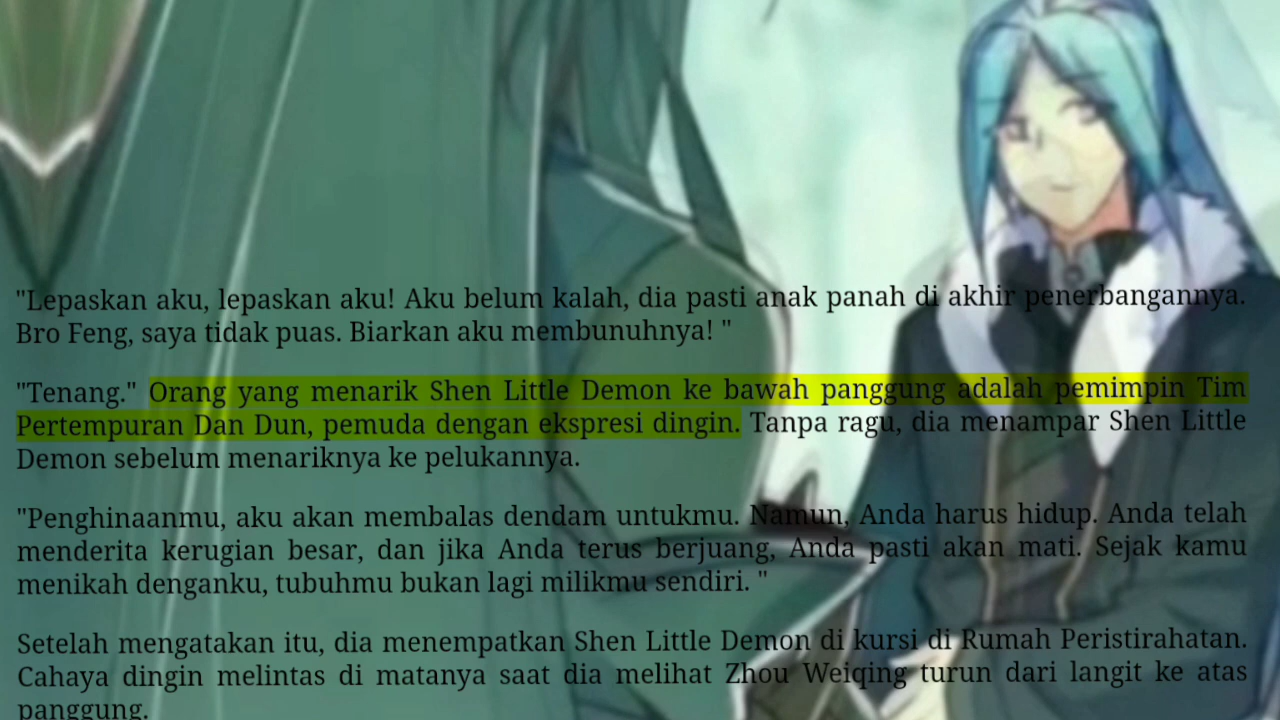 "Lepaskan aku, lepaskan aku! Aku belum kalah, dia pasti anak panah di akhir penerbangannya.
Bro Feng, saya tidak puas. Biarkan aku membunuhnya! "
"Tenang." Orang yang menarik Shen Little Demon ke bawah panggung adalah pemimpin Tim
Pertempuran Dan Dun, pemuda dengan ekspresi dingin. Tanpa ragu, dia menampar Shen Little
Demon sebelum menariknya ke pelukannya.
"Penghinaanmu, aku akan membalas dendam untukmu. Namun, Anda harus hidup. Anda telah
menderita kerugian besar, dan jika Anda terus berjuang, Anda pasti akan mati. Sejak kamu
menikah denganku, tubuhmu bukan lagi milikmu sendiri. "
Setelah mengatakan itu, dia menempatkan Shen Little Demon di kursi di Rumah Peristirahatan.
Cahaya dingin melintas di matanya saat dia melihat Zhou Weiqing turun dari langit ke atas
panggung.